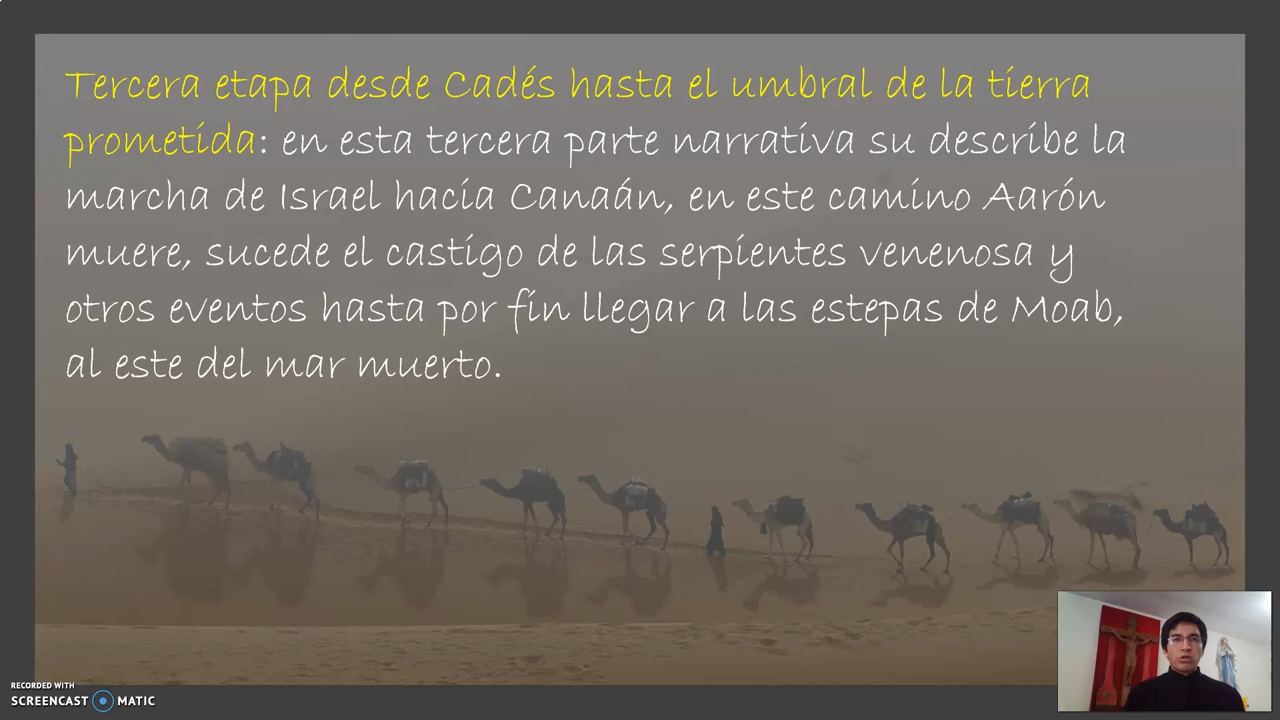 Tercera etapa desde Cadés hasta el umbral de la tierra
prometida: en esta tercera parte narrativa su describe la
marcha de Israel hacia Canaán, en este camino Aarón
muere, sucede el castigo de las serpientes venenosa y
otros eventos hasta por fin llegar a las estepas de Moab,
al este del mar muerto.
RECORDED WITH
SCREENCAST MATIC